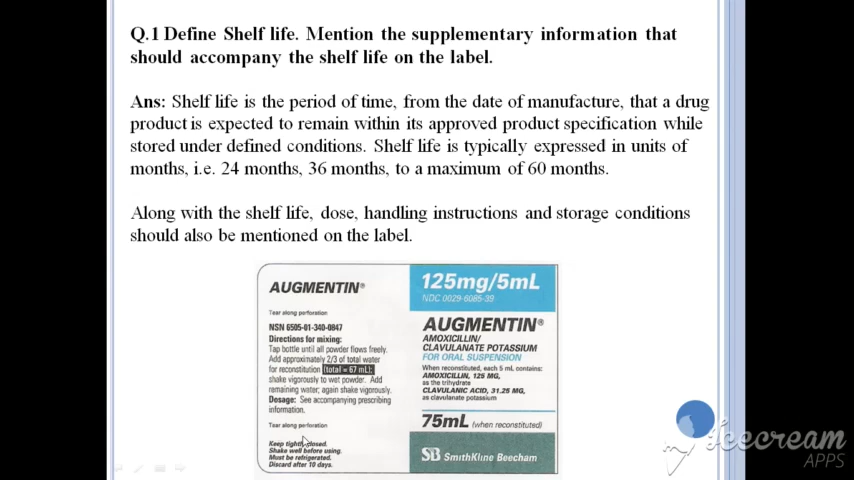 Q.1 Define Shelf life. Mention the supplementary information that
should accompany the shelf life on the label.
Ans: Shelf life is the period of time, from the date of manufacture, that a drug
product is expected to remain within its approved product specification while
stored under defined conditions. Shelf life is typically expressed in units of
months, i.e. 24 months, 36 months, to a maximum of 60 months.
Along with the shelf life, dose, handling instructions and storage conditions
should also be mentioned on the label.
AUGMENTIN®
Tear along perforation
NSN 6505-01-340-0847
Directions for mixing:
Tap bottle until all powder flows freely.
Add approximately 2/3 of total water
for reconstitution (total = 67 mL);
shake vigorously to wet powder. Add
remaining water; again shake vigorously.
Dosage: See accompanying prescribing
information.
Tear along perforation
Keep tightly closed.
Shake well before using.
Must be refrigerated.
Discard after 10 days.
125mg/5mL
NDC 0029-6085-39
AUGMENTIN®
AMOXICILLIN/
CLAVULANATE POTASSIUM
FOR ORAL SUSPENSION
When reconstituted, each 5 mL contains:
AMOXICILLIN, 125 MG,
as the trihydrate
CLAVULANIC ACID, 31.25 MG,
as clavulanate potassium
75mL (when reconstituted)
SB SmithKline Beecham
Icecream
APPS